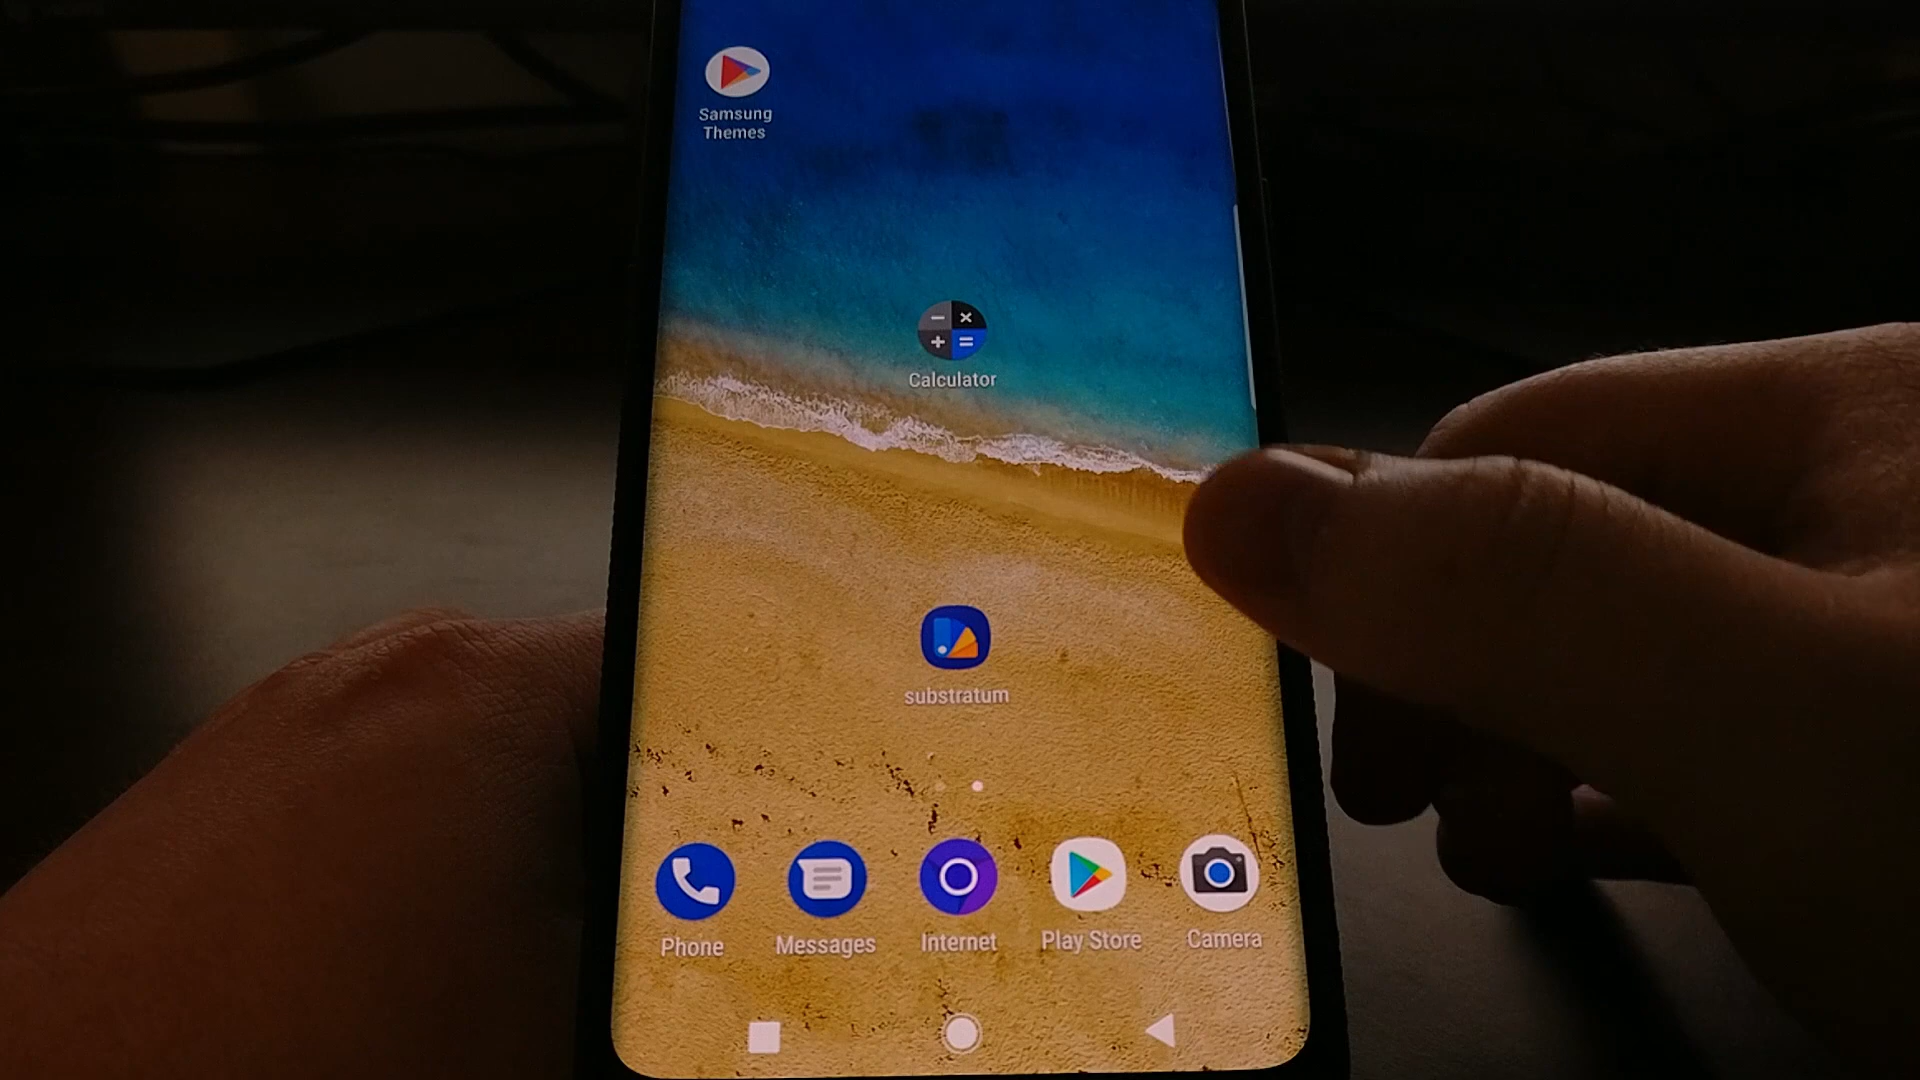 Samsung
Themes
Calculator
substratum
Phone
Messages
Internet
Play Store
Camera